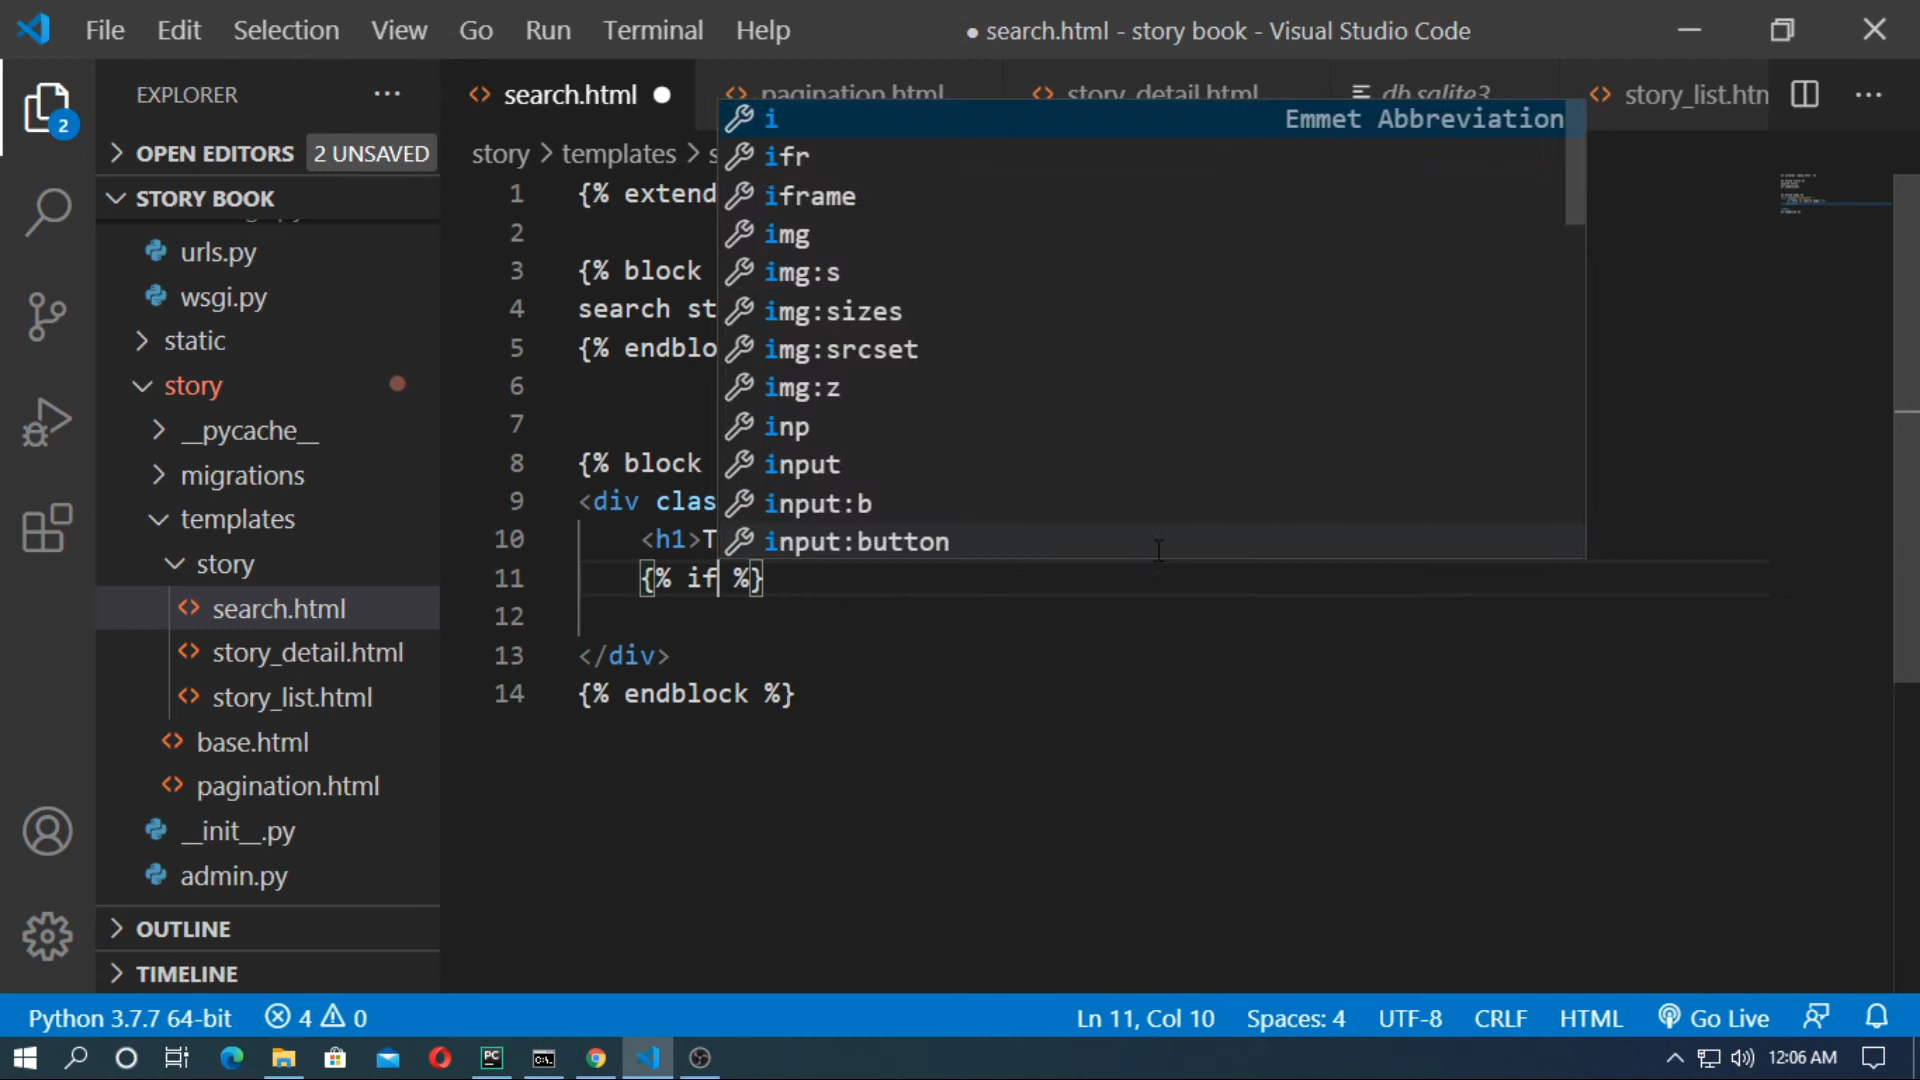 File Edit Selection View Go Run Terminal Help ● search.html - story book - Visual Studio Code
EXPLORER ···
search.html ● pagination.html story_detail.html db.sqlite3 story_list.htm ···
OPEN EDITORS 2 UNSAVED
story > templates > s
STORY BOOK
urls.py
wsgi.py
static
story
__pycache__
migrations
templates
story
search.html
story_detail.html
story_list.html
base.html
pagination.html
__init__.py
admin.py
OUTLINE
TIMELINE
2
1 {% extend
2
3 {% block
4 search st
5 {% endblo
6
7
8 {% block
9 <div clas
10 <h1>T
11 {% if %}
12
13 </div>
14 {% endblock %}
i Emmet Abbreviation
ifr
iframe
img
img:s
img:sizes
img:srcset
img:z
inp
input
input:b
input:button
Python 3.7.7 64-bit 4 0 Ln 11, Col 10 Spaces: 4 UTF-8 CRLF HTML Go Live
PC C:\. 12:06 AM